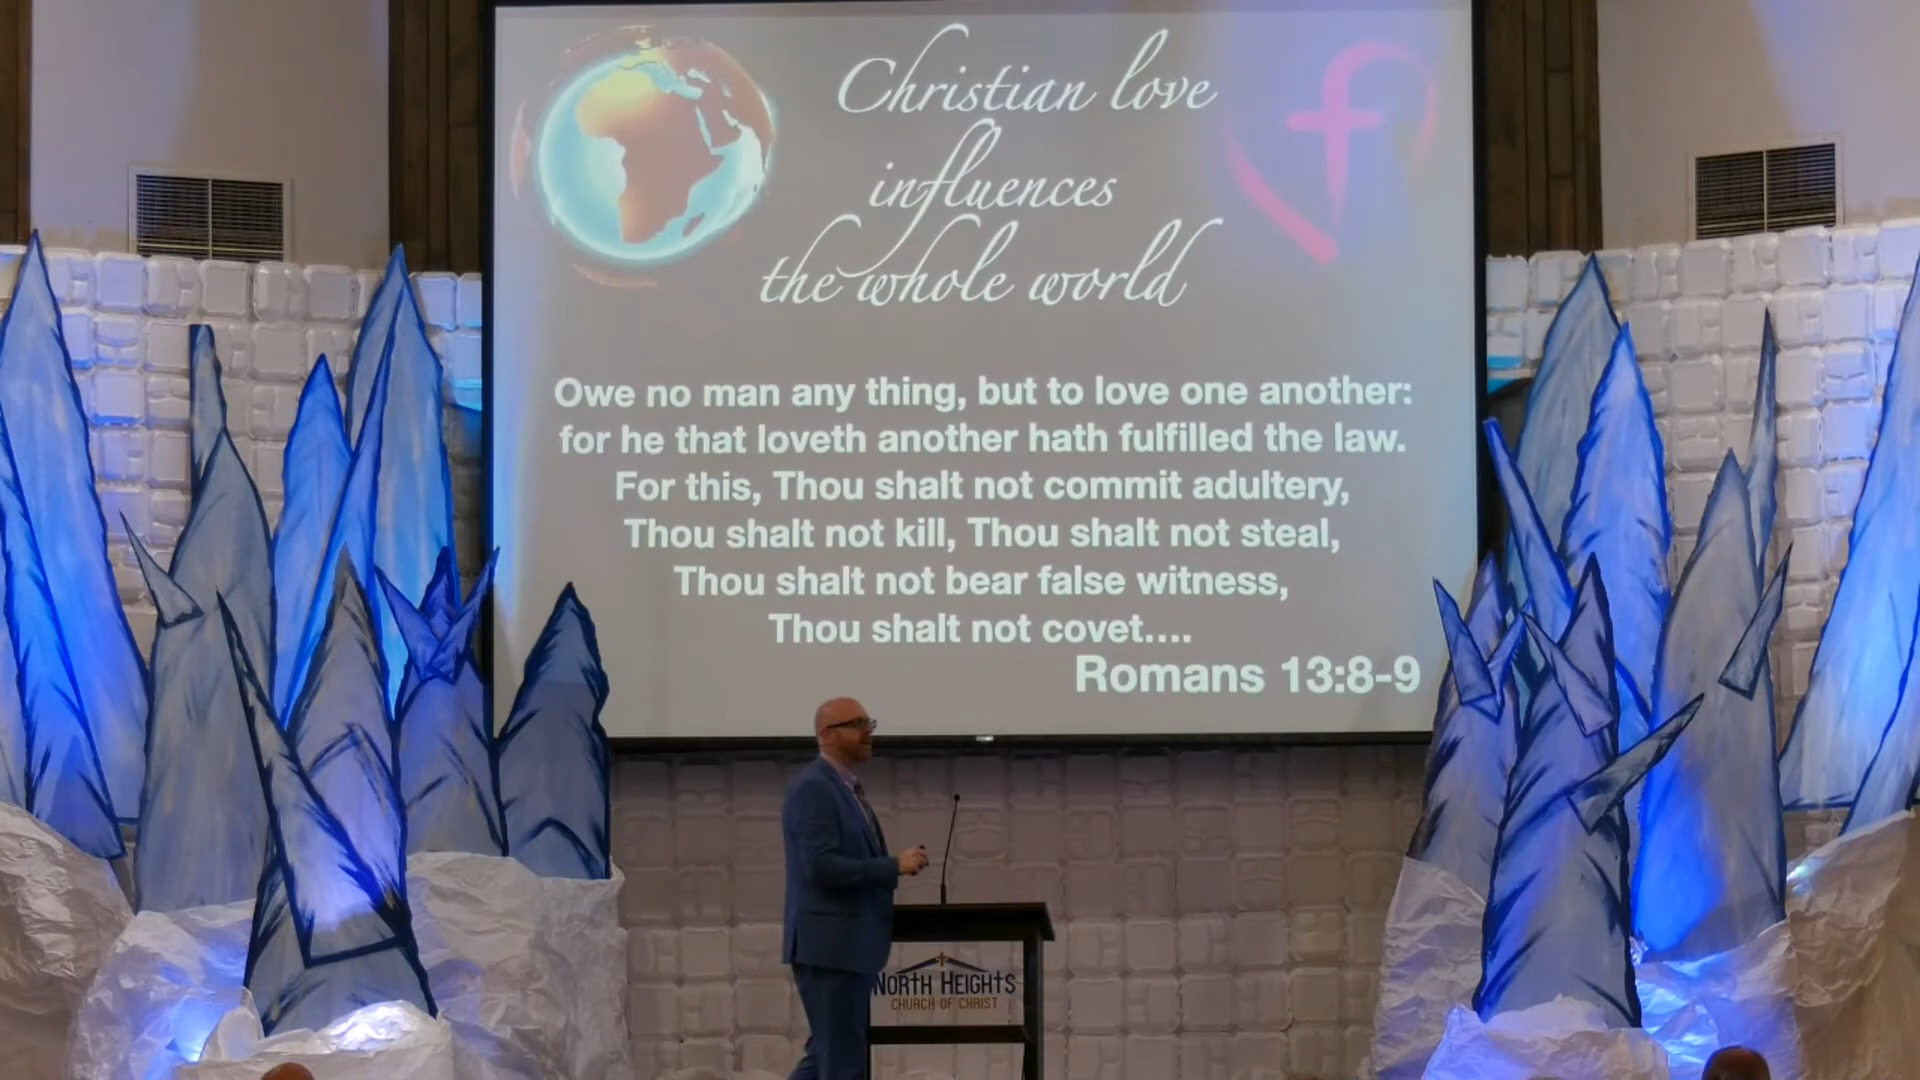 Christian love
influences
the whole world
Owe no man any thing, but to love one another:
for he that loveth another hath fulfilled the law.
For this, Thou shalt not commit adultery,
Thou shalt not kill, Thou shalt not steal,
Thou shalt not bear false witness,
Thou shalt not covet....
Romans 13:8-9
NORTH HEIGHTS
CHURCH OF CHRIST